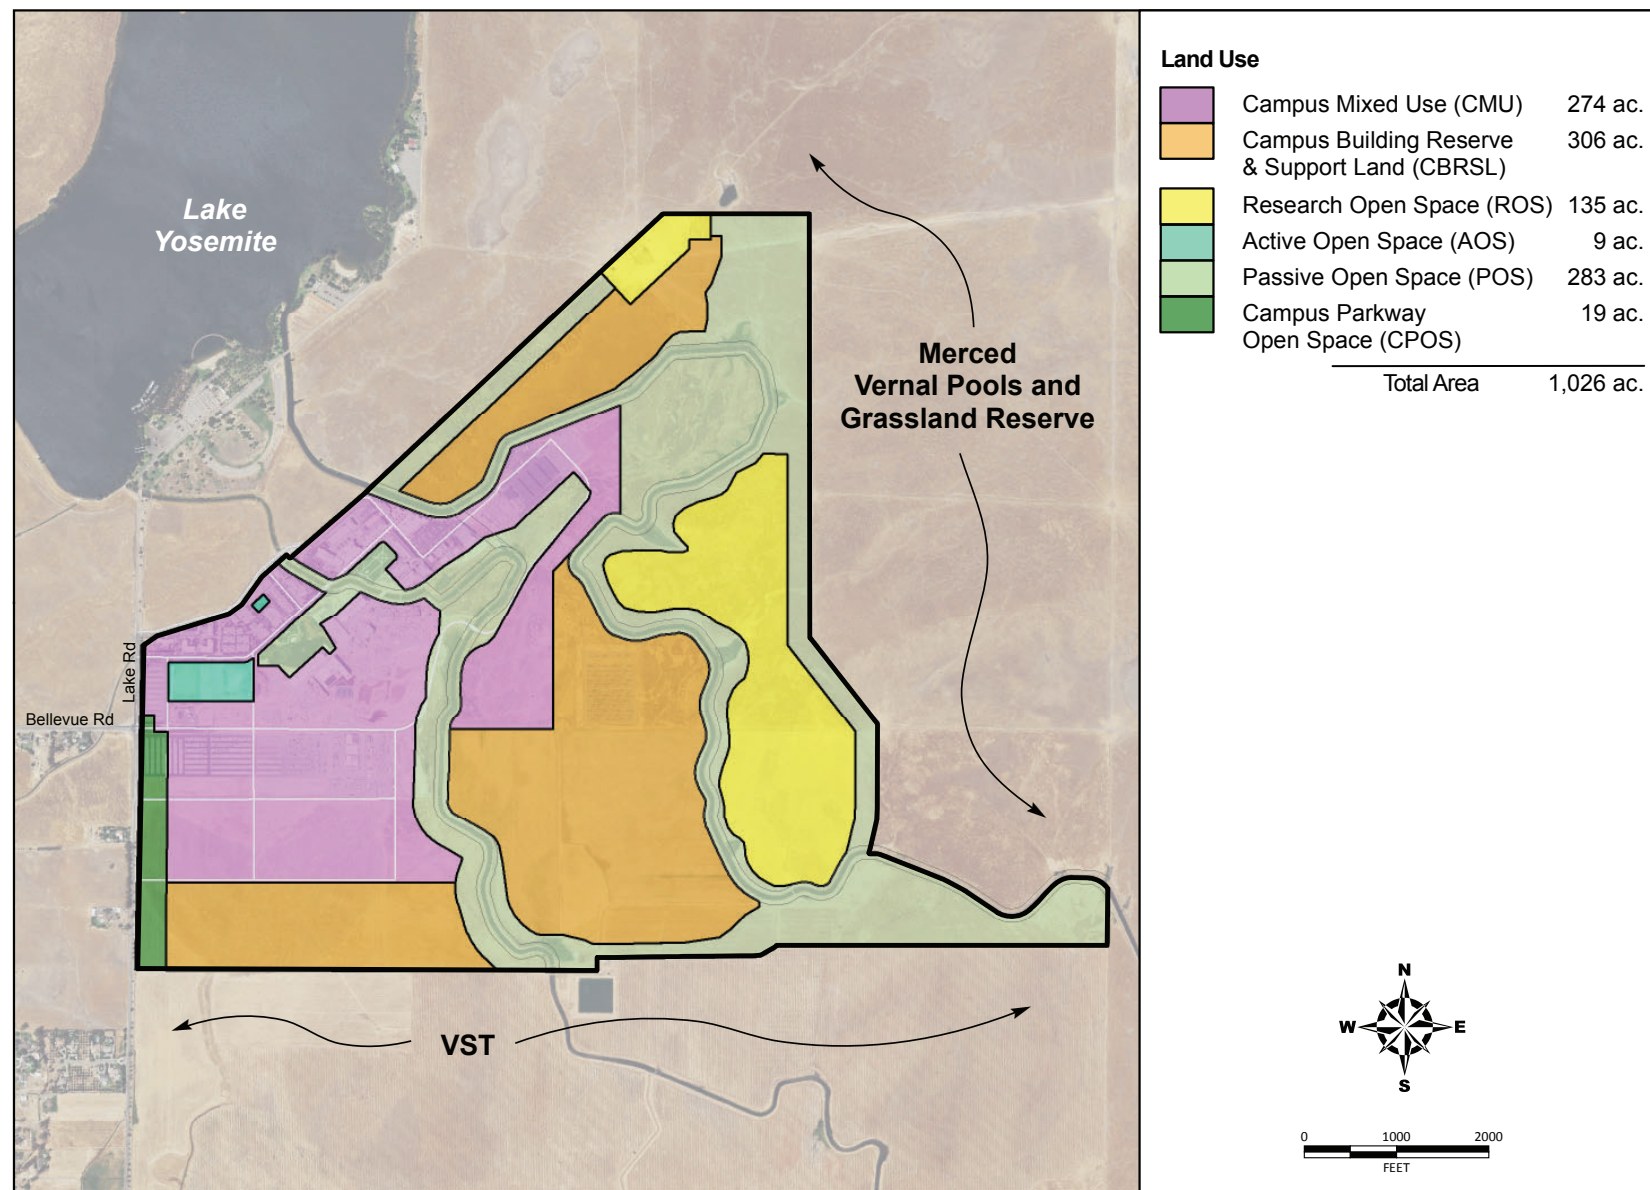 Lake
Yosemite
Merced
Vernal Pools and
Grassland Reserve
Lake Rd
Bellevue Rd
VST
Land Use
Campus Mixed Use (CMU) 274 ac.
Campus Building Reserve 306 ac.
& Support Land (CBRSL)
Research Open Space (ROS) 135 ac.
Active Open Space (AOS) 9 ac.
Passive Open Space (POS) 283 ac.
Campus Parkway 19 ac.
Open Space (CPOS)
Total Area 1,026 ac.
N
W E
S
0 1000 2000
FEET